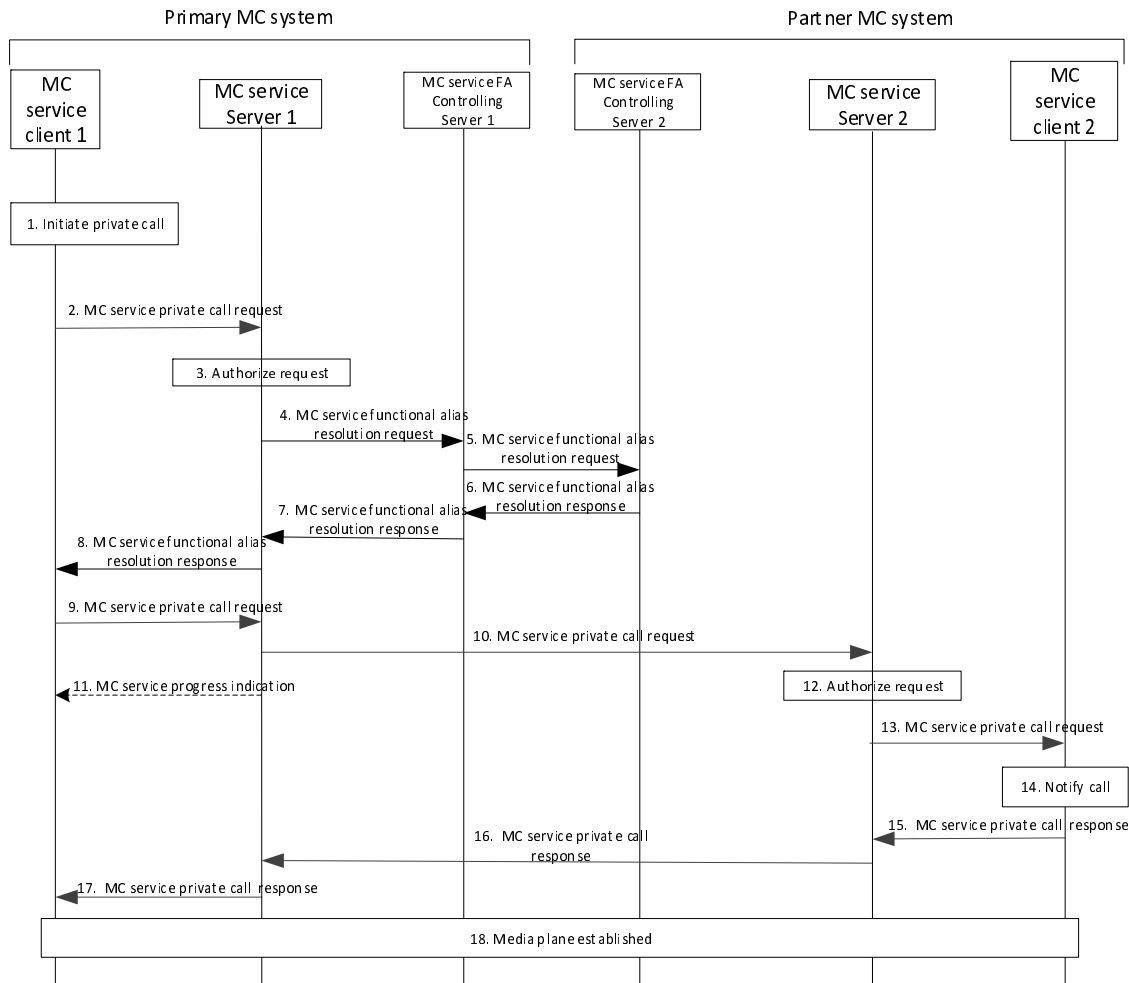 Primary MC system
Partner MC system
MC
service
client 1
MC service
Server 1
MC service FA
Controlling
Server 1
MC service FA
Controlling
Server 2
MC service
Server 2
MC
service
client 2
1. Initiate private call
2. MC service private call request
3. Authorize request
4. MC service functional alias
resolution request
5. MC service functional alias
resolution request
6. MC service functional alias
resolution response
7. MC service functional alias
resolution response
8. MC service functional alias
resolution response
9. MC service private call request
10. MC service private call request
11. MC service progress indication
12. Authorize request
13. MC service private call request
14. Notify call
15. MC service private call response
16. MC service private call
response
17. MC service private call response
18. Media plane established